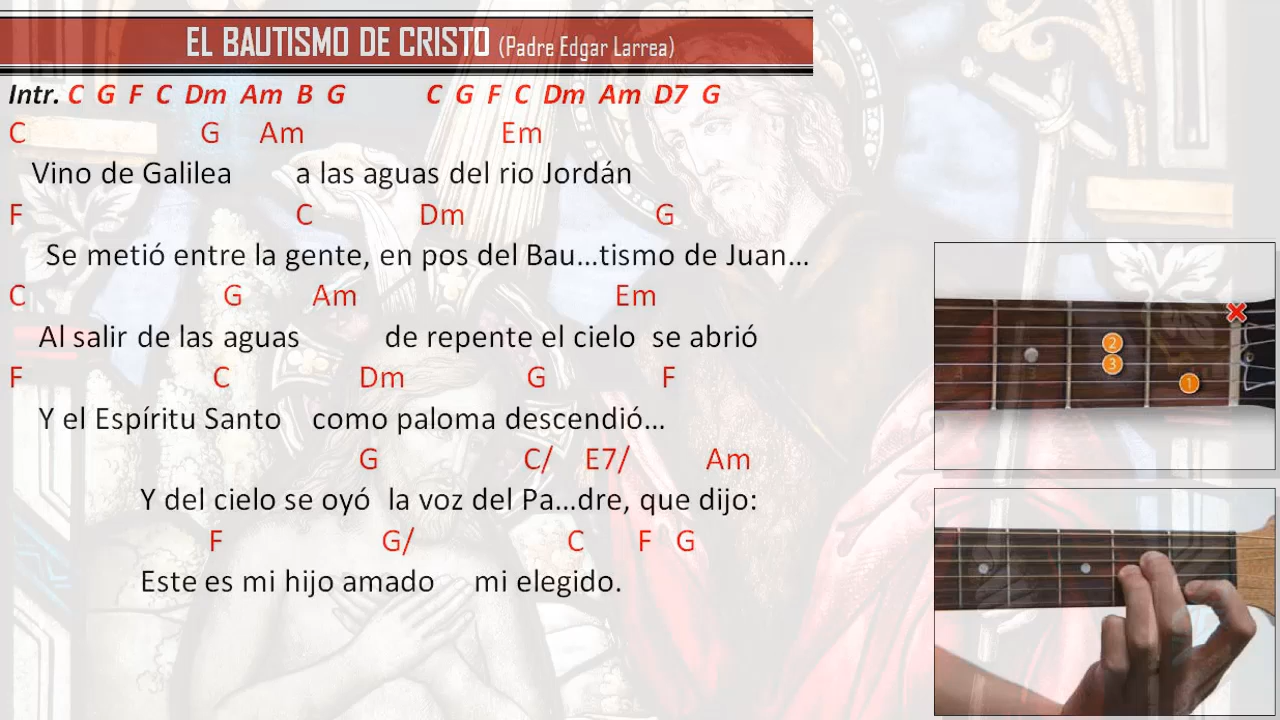 EL BAUTISMO DE CRISTO (Padre Edgar Larrea)
Intr. C G F C Dm Am B G C G F C Dm Am D7 G
C G Am Em
Vino de Galilea a las aguas del rio Jordán
F C Dm G
Se metió entre la gente, en pos del Bau...tismo de Juan...
C G Am Em
Al salir de las aguas de repente el cielo se abrió
F C Dm G F
Y el Espíritu Santo como paloma descendió...
G C/ E7/ Am
Y del cielo se oyó la voz del Pa...dre, que dijo:
F G/ C F G
Este es mi hijo amado mi elegido.
2
3
1